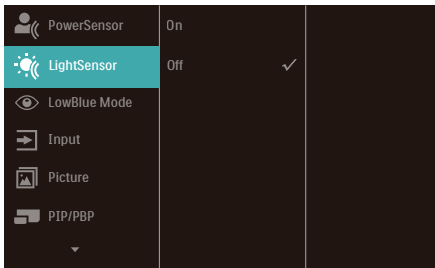 PowerSensor
On
LightSensor
Off
LowBlue Mode
Input
Picture
PIP/PBP